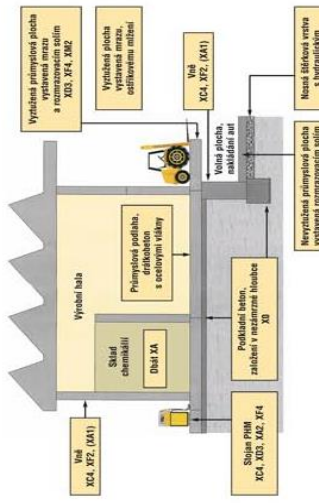 Vyztužená průmyslová plocha
vystavená mrazu
a rozmrazovacím solím
XD3, XF4, XM2
Vyztužená plocha
vystavená mrazu,
ostřikovému mlžení
Vně
XC4, XF2, (XA1)
Nosná štěrková vrstva
s hydraulickým
Výrobní hala
Průmyslová podlaha,
drátkobeton
s ocelovými vlákny
Volná plocha,
nakládání aut
Nevyztužená průmyslová plocha
vystavená rozmrazovacím solím
Sklad
chemikálií
Dbát XA
Podkladní beton,
založení v nezámrzné hloubce
X0
Vně
XC4, XF2, (XA1)
Stojan PHM
XC4, XD3, XA2, XF4